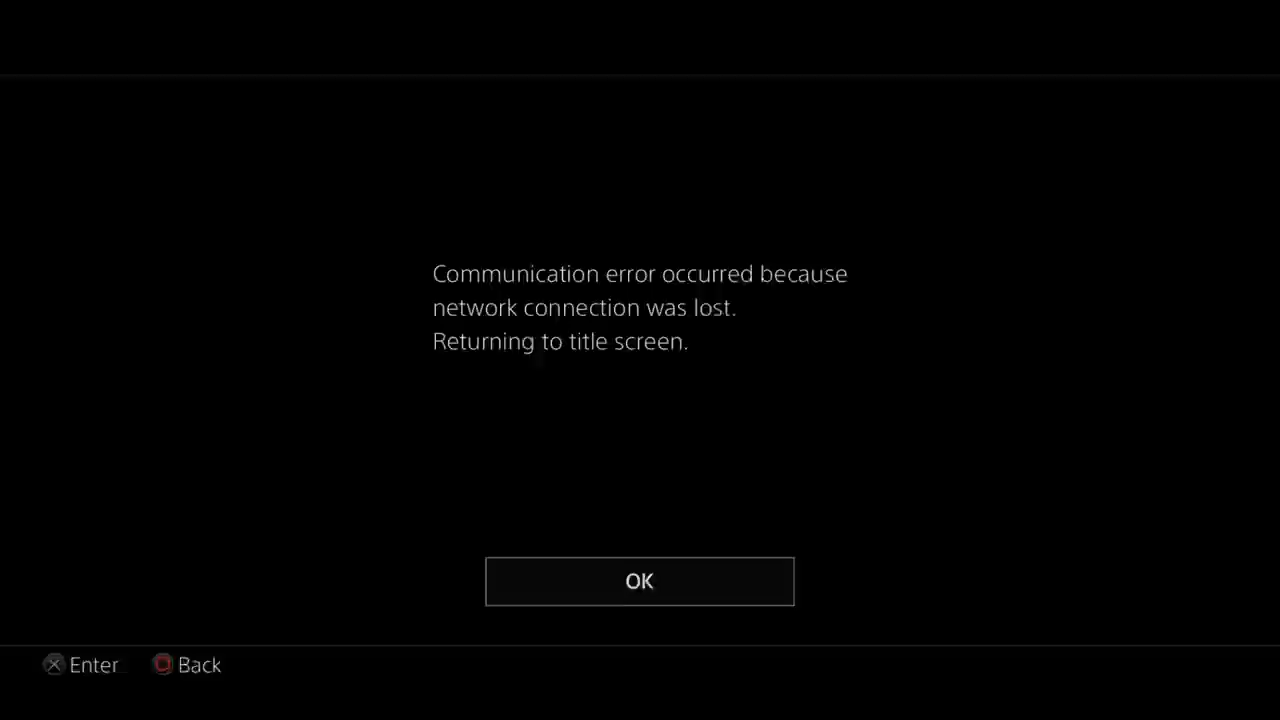 Communication error occurred because
network connection was lost.
Returning to title screen.
OK
Enter Back